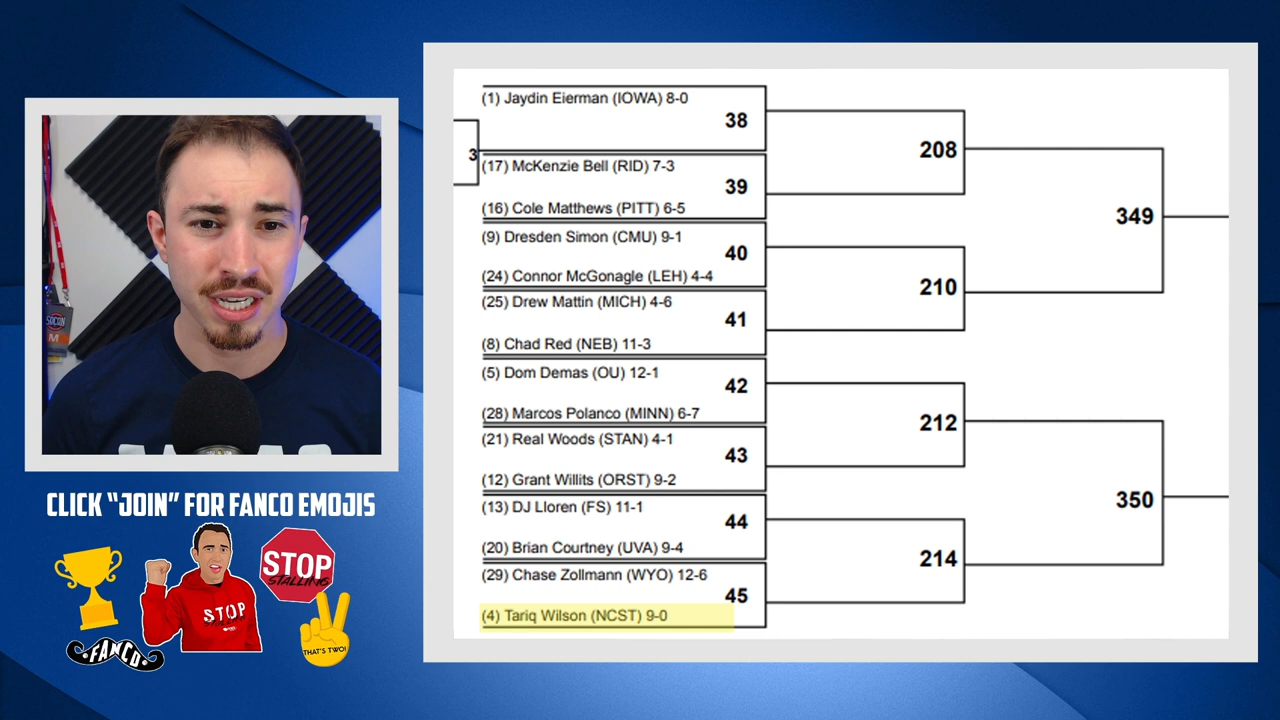 (1) Jaydin Eierman (IOWA) 8-0
38
3
(17) McKenzie Bell (RID) 7-3
39
(16) Cole Matthews (PITT) 6-5
(9) Dresden Simon (CMU) 9-1
40
(24) Connor McGonagle (LEH) 4-4
(25) Drew Mattin (MICH) 4-6
41
(8) Chad Red (NEB) 11-3
(5) Dom Demas (OU) 12-1
42
(28) Marcos Polanco (MINN) 6-7
(21) Real Woods (STAN) 4-1
43
(12) Grant Willits (ORST) 9-2
(13) DJ Lloren (FS) 11-1
44
(20) Brian Courtney (UVA) 9-4
(29) Chase Zollmann (WYO) 12-6
45
(4) Tariq Wilson (NCST) 9-0
208
210
212
214
349
350
SOCON
M
CLICK "JOIN" FOR FANCO EMOJIS
STOP
STOP
STALLING
FANCO
THAT'S TWO!